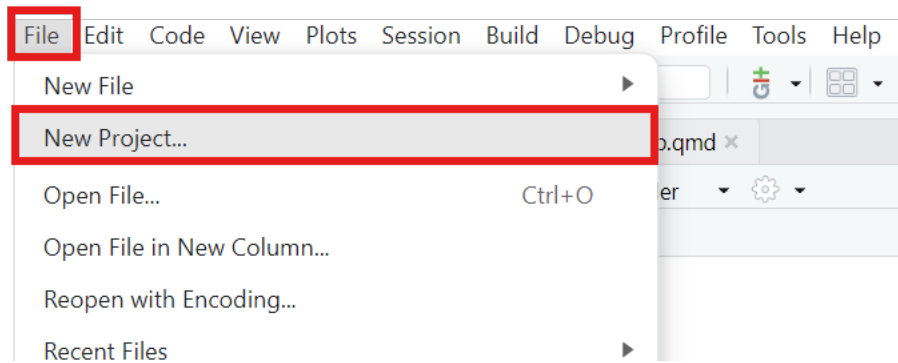 File Edit Code View Plots Session Build Debug Profile Tools Help
New File
New Project...
.qmd
Open File... Ctrl+O
Open File in New Column...
Reopen with Encoding...
Recent Files